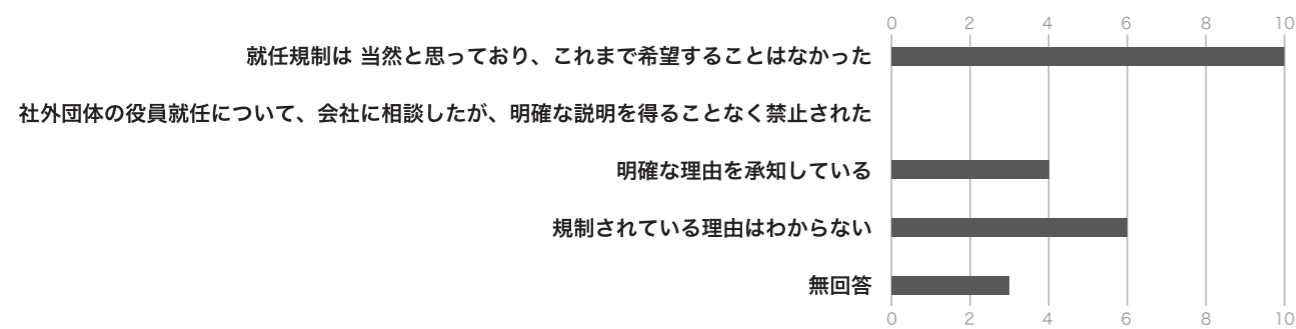 0 2 4 6 8 10
就任規制は 当然と思っており、これまで希望することはなかった
社外団体の役員就任について、会社に相談したが、明確な説明を得ることなく禁止された
明確な理由を承知している
規制されている理由はわからない
無回答
0 2 4 6 8 10